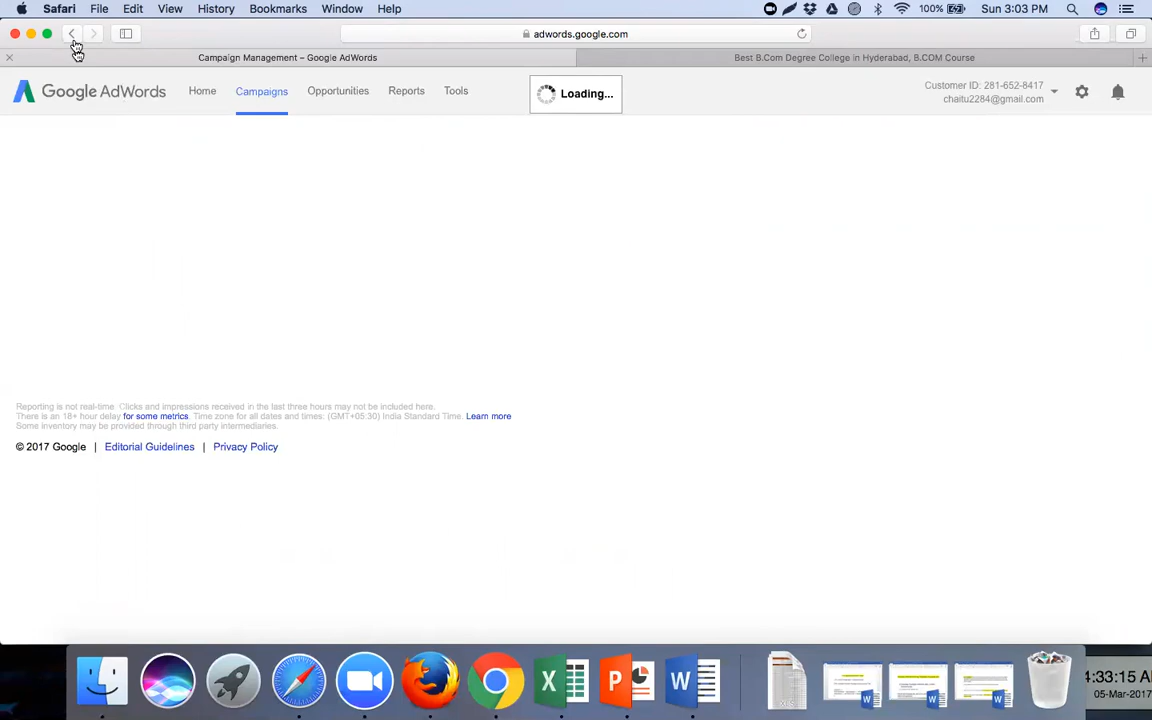 Safari File Edit View History Bookmarks Window Help 100% Sun 3:03 PM
adwords.google.com
Campaign Management – Google AdWords Best B.Com Degree College in Hyderabad, B.COM Course
Google AdWords Home Campaigns Opportunities Reports Tools Loading... Customer ID: 281-652-8417
chaitu2284@gmail.com
Reporting is not real-time. Clicks and impressions received in the last three hours may not be included here.
There is an 18+ hour delay for some metrics. Time zone for all dates and times: (GMT+05:30) India Standard Time. Learn more
Some inventory may be provided through third party intermediaries.
© 2017 Google | Editorial Guidelines | Privacy Policy
4:33:15 A
05-Mar-2017